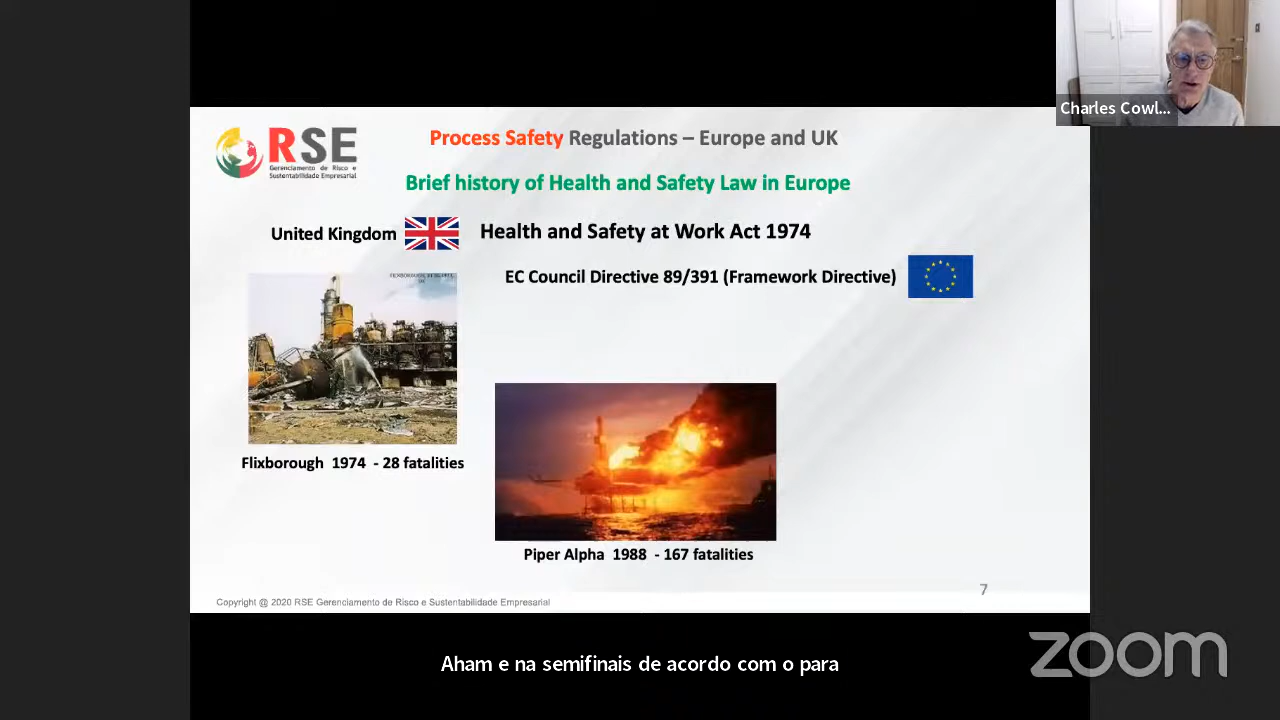 Charles Cowl...
RSE
Gerenciamento de Risco e
Sustentabilidade Empresarial
Process Safety Regulations – Europe and UK
Brief history of Health and Safety Law in Europe
United Kingdom
Health and Safety at Work Act 1974
EC Council Directive 89/391 (Framework Directive)
Flixborough 1974 - 28 fatalities
Piper Alpha 1988 - 167 fatalities
7
Copyright @ 2020 RSE Gerenciamento de Risco e Sustentabilidade Empresarial
Aham e na semifinais de acordo com o para
zoom